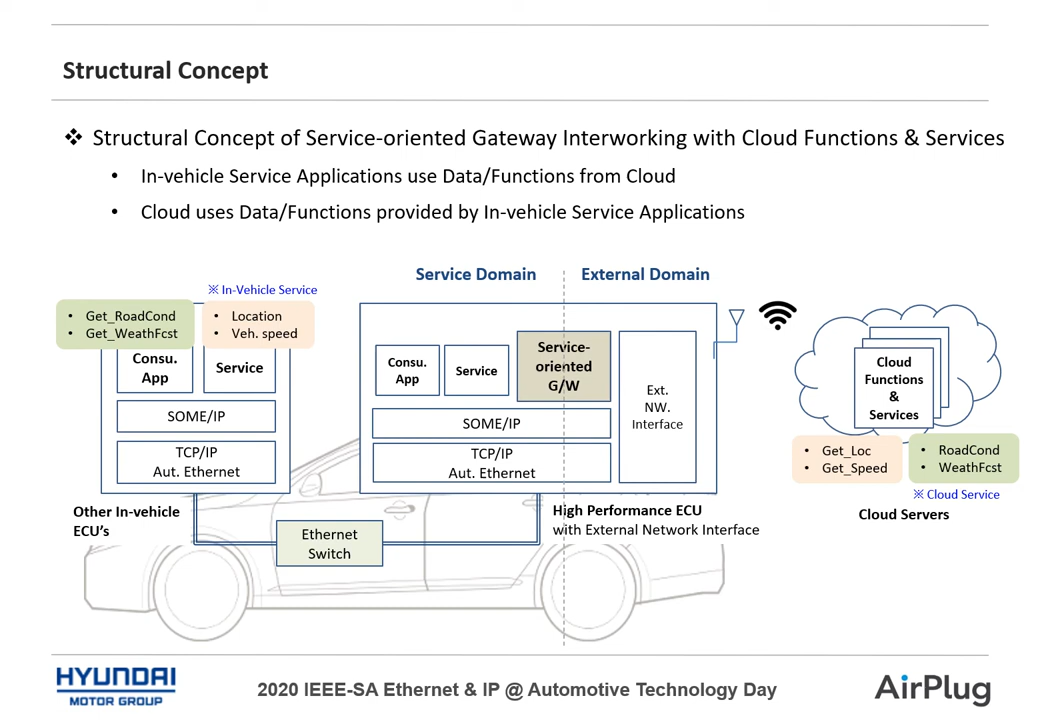 Structural Concept
❖ Structural Concept of Service-oriented Gateway Interworking with Cloud Functions & Services
• In-vehicle Service Applications use Data/Functions from Cloud
• Cloud uses Data/Functions provided by In-vehicle Service Applications
Service Domain
External Domain
※ In-Vehicle Service
• Get_RoadCond
• Get_WeathFcst
• Location
• Veh. speed
Consu.
App
Service
SOME/IP
TCP/IP
Aut. Ethernet
Other In-vehicle
ECU's
Ethernet
Switch
Consu.
App
Service
Service-
oriented
G/W
SOME/IP
TCP/IP
Aut. Ethernet
Ext.
NW.
Interface
High Performance ECU
with External Network Interface
Cloud
Functions
&
Services
• Get_Loc
• Get_Speed
• RoadCond
• WeathFcst
※ Cloud Service
Cloud Servers
HYUNDAI
MOTOR GROUP
2020 IEEE-SA Ethernet & IP @ Automotive Technology Day
AirPlug